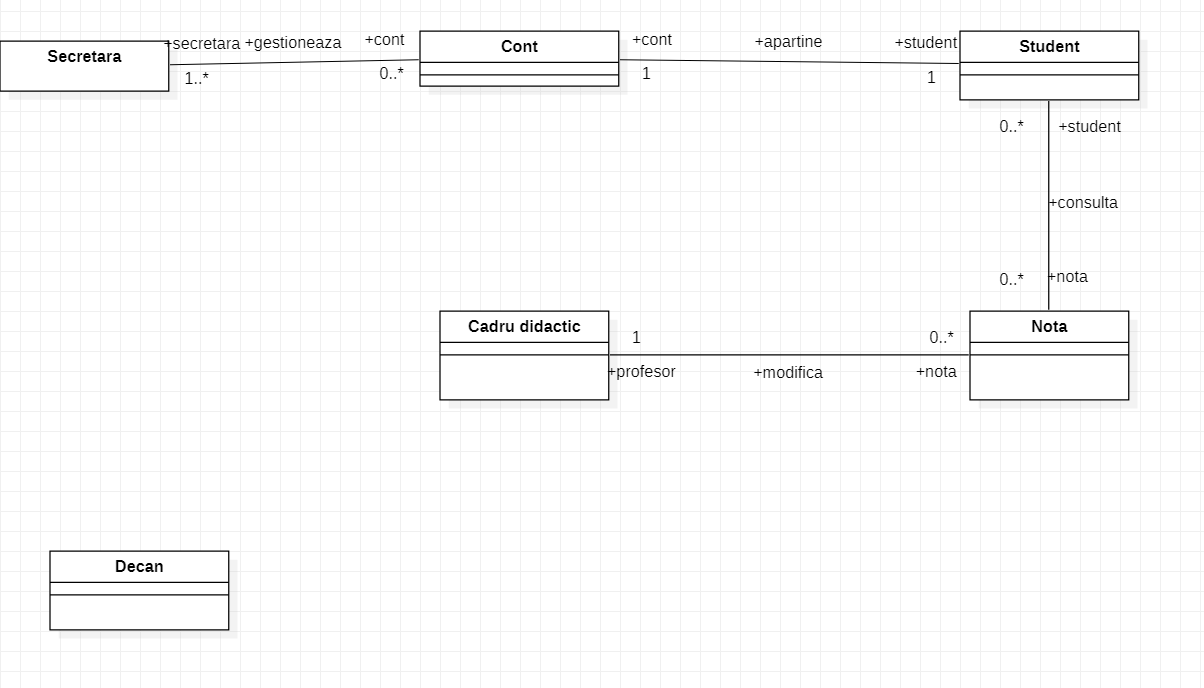 Secretara
+secretara
+gestioneaza
+cont
1..*
0..*
Cont
+cont
+apartine
+student
1
1
Student
0..*
+student
+consulta
0..*
+nota
Cadru didactic
1
0..*
Nota
+profesor
+modifica
+nota
Decan